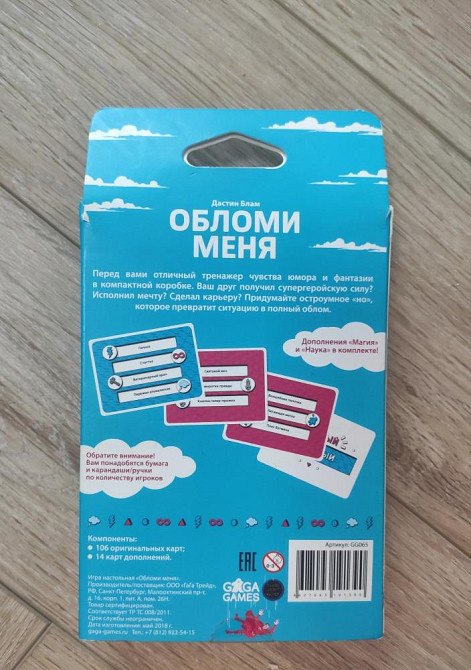 Дастин Блам
ОБЛОМИ
МЕНЯ
Перед вами отличный тренажер чувства юмора и фантазии
в компактной коробке. Ваш друг получил супергеройскую силу?
Исполнил мечту? Сделал карьеру? Придумайте остроумное «но»,
которое превратит ситуацию в полный облом.
Дополнения «Магия»
и «Наука» в комплекте!
Обратите внимание!
Вам понадобятся бумага
и карандаши/ручки
по количеству игроков
Компоненты:
• 106 оригинальных карт;
• 14 карт дополнений.
Игра настольная «Обломи меня».
Производитель/поставщик: ООО «ГаГа Трейд»,
РФ, Санкт-Петербург, Малоохтинский пр-т,
д. 16, корп. 1, лит. А, пом. 26Н.
Товар сертифицирован.
Соответствует ТР ТС 008/2011.
Срок службы неограничен.
Дата изготовления: май 2018 г.
gaga-games.ru, тел.: +7 (812) 922-54-15
EAC
0-3
GAGA
GAMES
Артикул: GG065